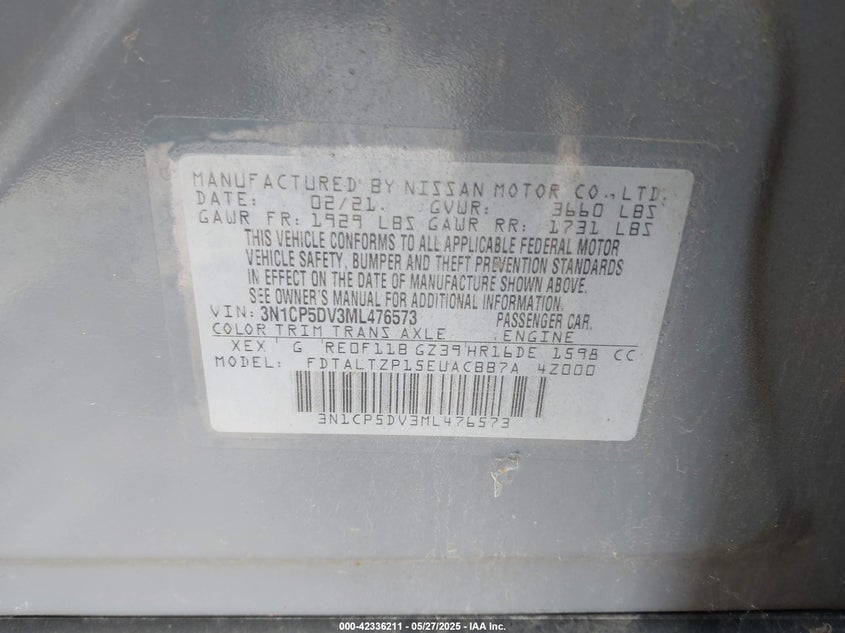 MANUFACTURED BY NISSAN MOTOR CO., LTD.
DATE: 02/21. GVWR: 3660 LBS
GAWR FR: 1929 LBS GAWR RR: 1731 LBS
THIS VEHICLE CONFORMS TO ALL APPLICABLE FEDERAL MOTOR
VEHICLE SAFETY, BUMPER AND THEFT PREVENTION STANDARDS
IN EFFECT ON THE DATE OF MANUFACTURE SHOWN ABOVE.
SEE OWNER'S MANUAL FOR ADDITIONAL INFORMATION.
VIN: 3N1CP5DV3ML476573 PASSENGER CAR.
COLOR TRIM TRANS AXLE ENGINE
XEX G RE0F11B GZ39 HR16DE 1598 CC
MODEL: FDTALTZP15EUACBB7A 4Z000
3N1CP5DV3ML476573
000-42336211 - 05/27/2025 - IAA Inc.